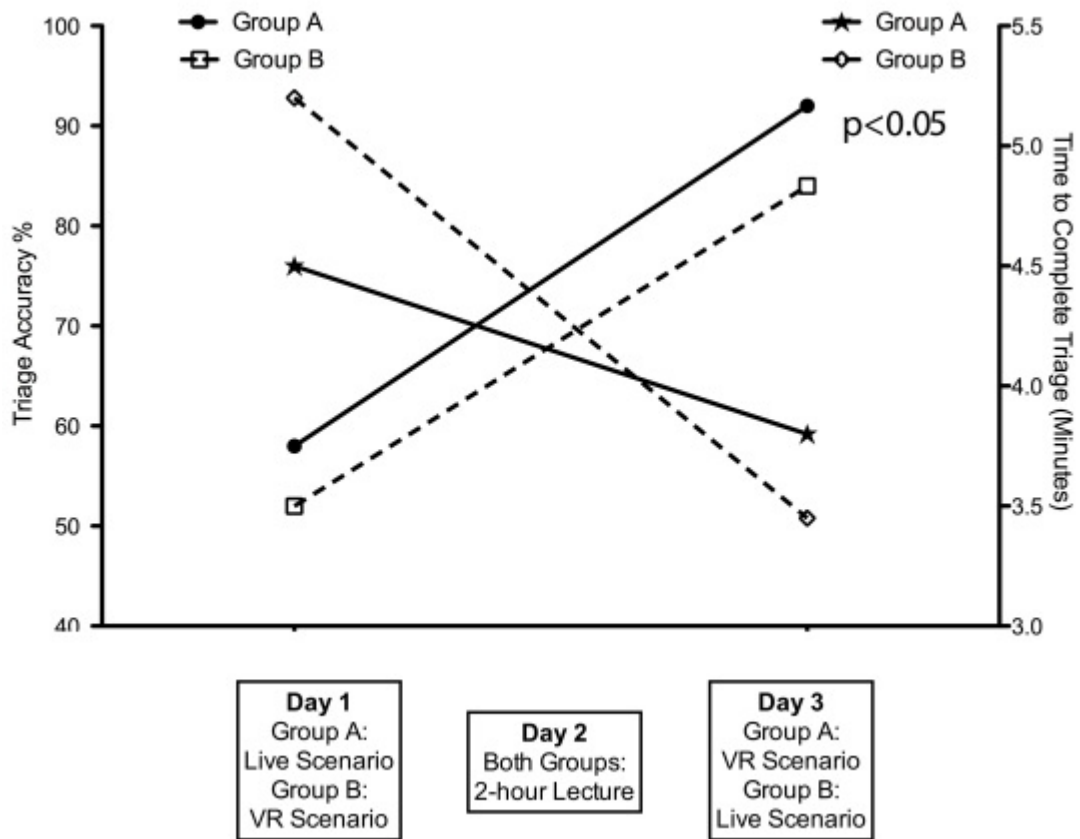 Group A
Group B
Group A
Group B
p<0.05
Triage Accuracy %
100
90
80
70
60
50
40
Time to Complete Triage (Minutes)
5.5
5.0
4.5
4.0
3.5
3.0
Day 1
Group A:
Live Scenario
Group B:
VR Scenario
Day 2
Both Groups:
2-hour Lecture
Day 3
Group A:
VR Scenario
Group B:
Live Scenario